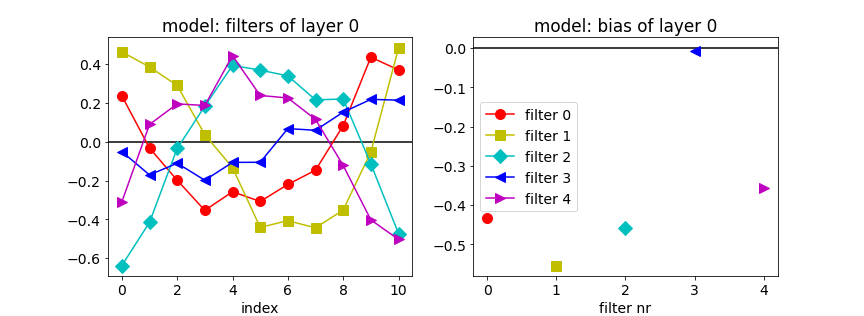 model: filters of layer 0
0.4
0.2
0.0
−0.2
−0.4
−0.6
0 2 4 6 8 10
index
model: bias of layer 0
0.0
−0.1
−0.2
−0.3
−0.4
−0.5
filter 0
filter 1
filter 2
filter 3
filter 4
0 1 2 3 4
filter nr